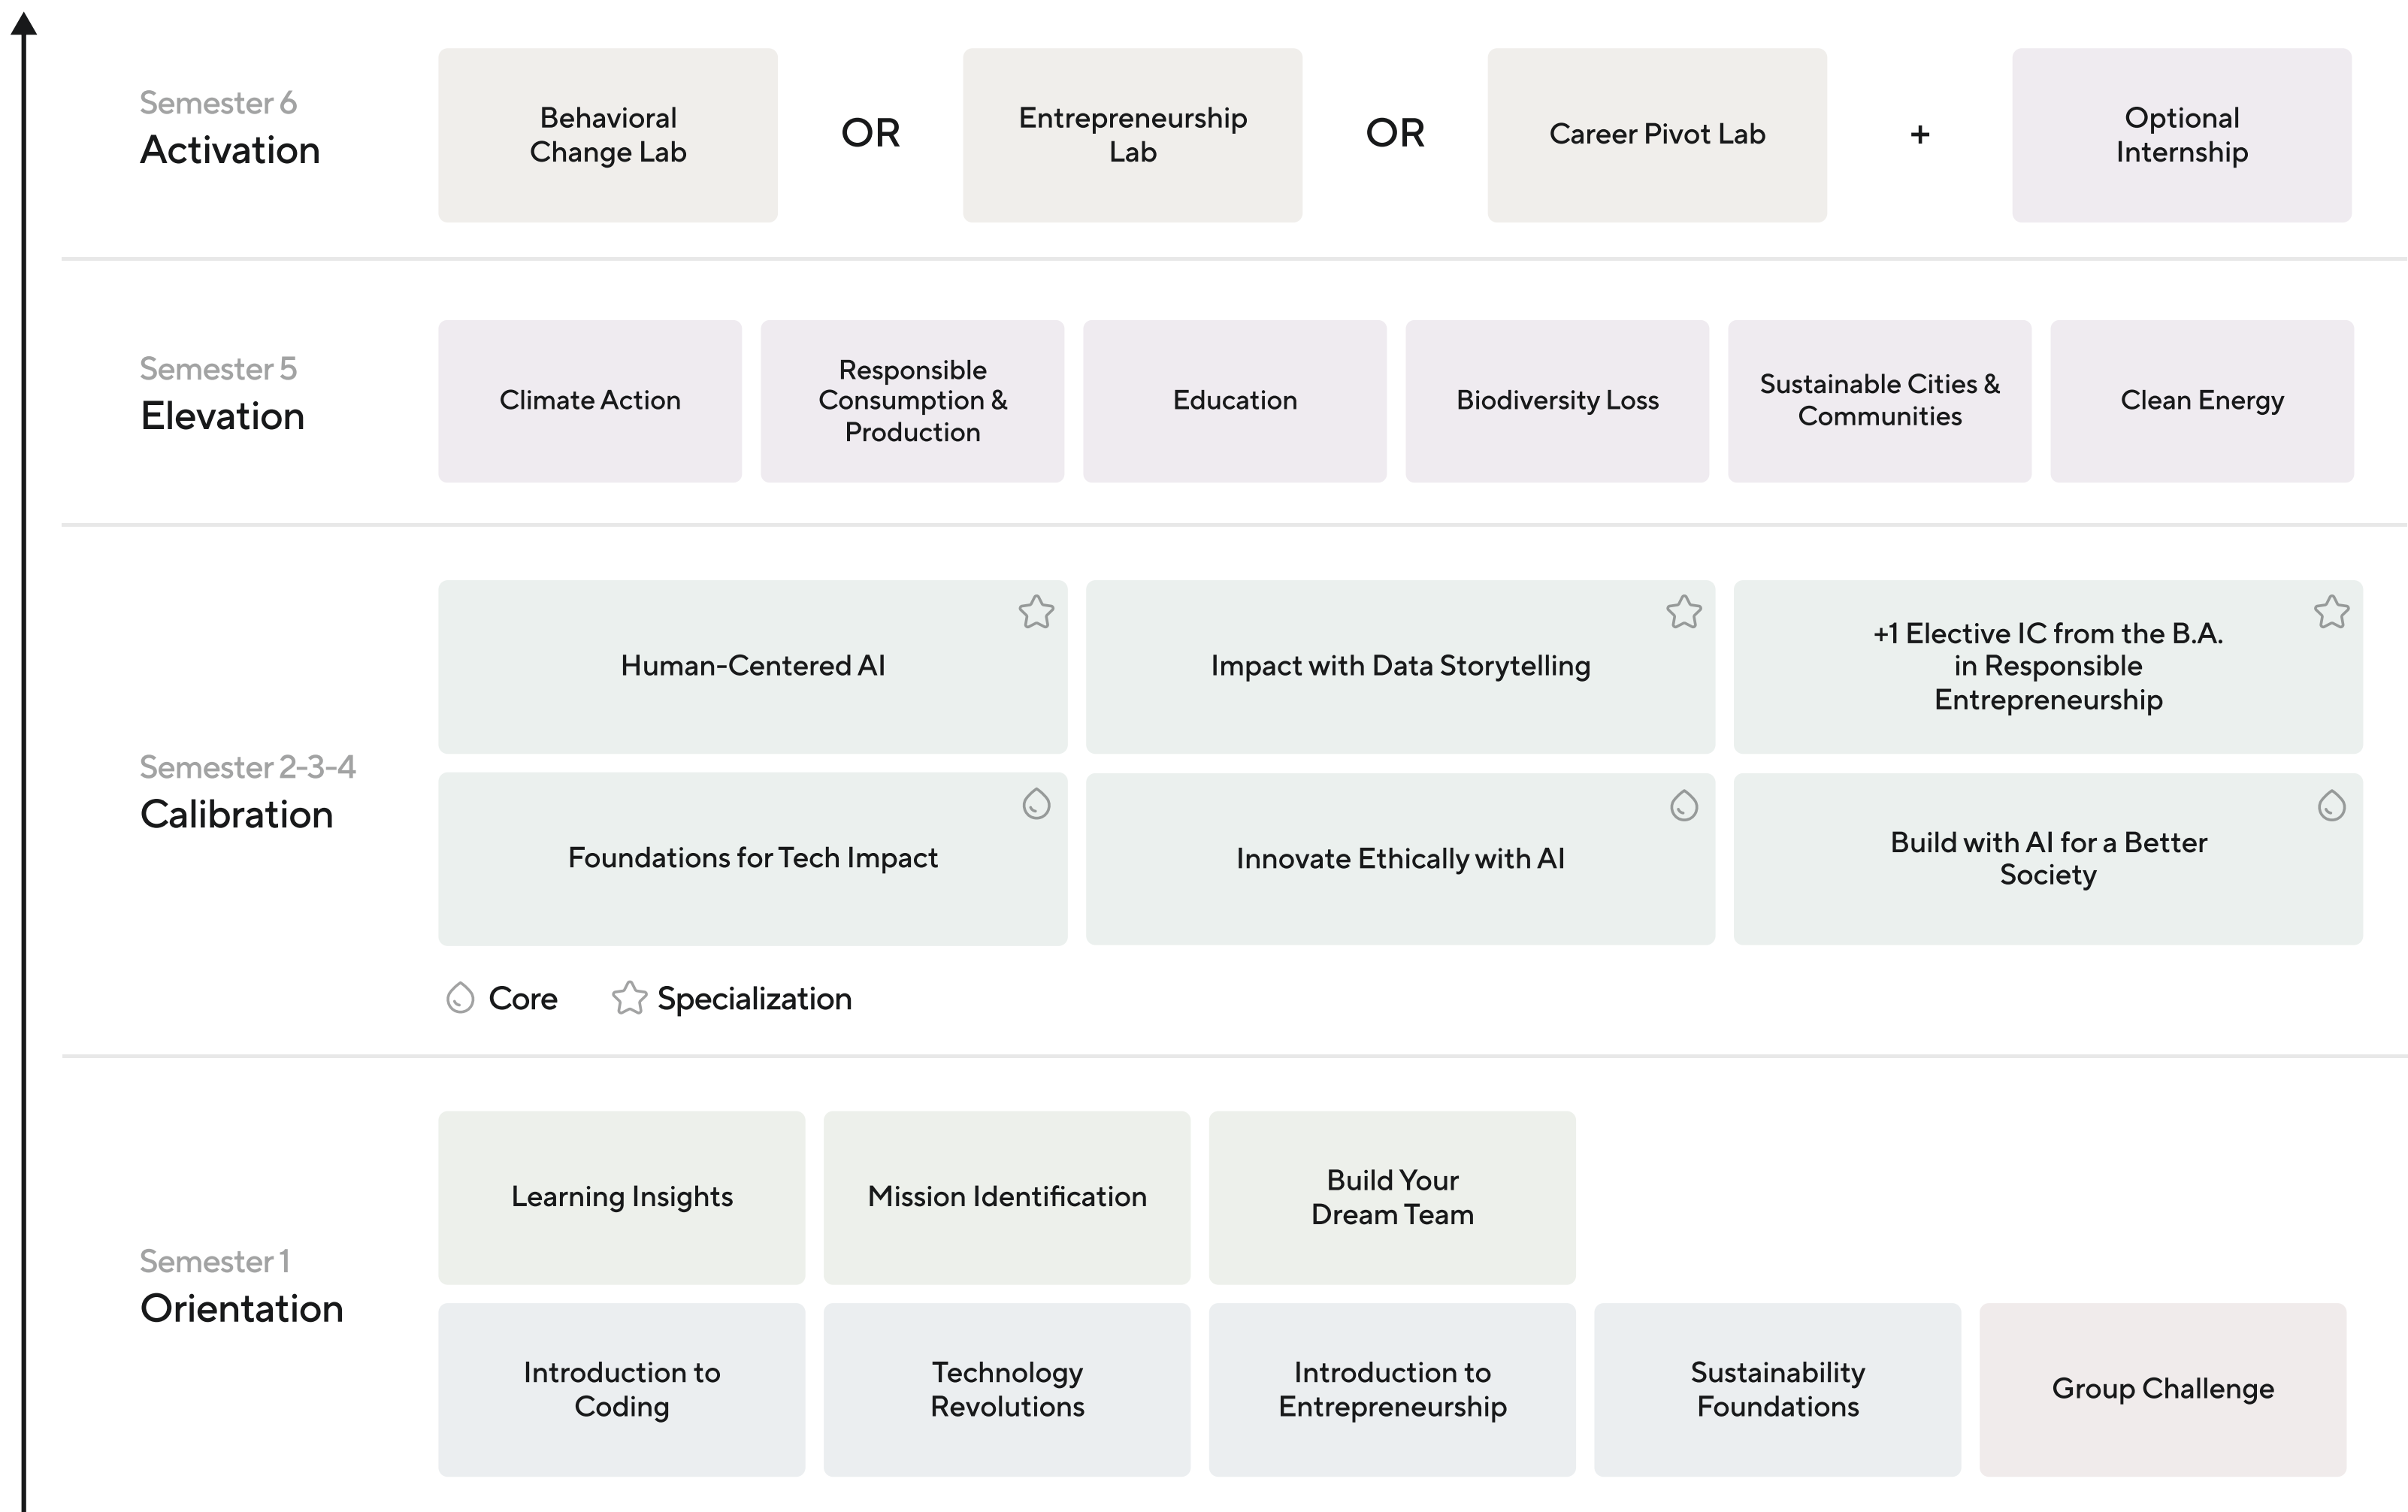 Semester 6
Activation
Behavioral
Change Lab
OR
Entrepreneurship
Lab
OR
Career Pivot Lab
+
Optional
Internship
Semester 5
Elevation
Climate Action
Responsible
Consumption &
Production
Education
Biodiversity Loss
Sustainable Cities &
Communities
Clean Energy
Semester 2-3-4
Calibration
Human-Centered AI
Impact with Data Storytelling
+1 Elective IC from the B.A.
in Responsible
Entrepreneurship
Foundations for Tech Impact
Innovate Ethically with AI
Build with AI for a Better
Society
Core
Specialization
Semester 1
Orientation
Learning Insights
Mission Identification
Build Your
Dream Team
Introduction to
Coding
Technology
Revolutions
Introduction to
Entrepreneurship
Sustainability
Foundations
Group Challenge